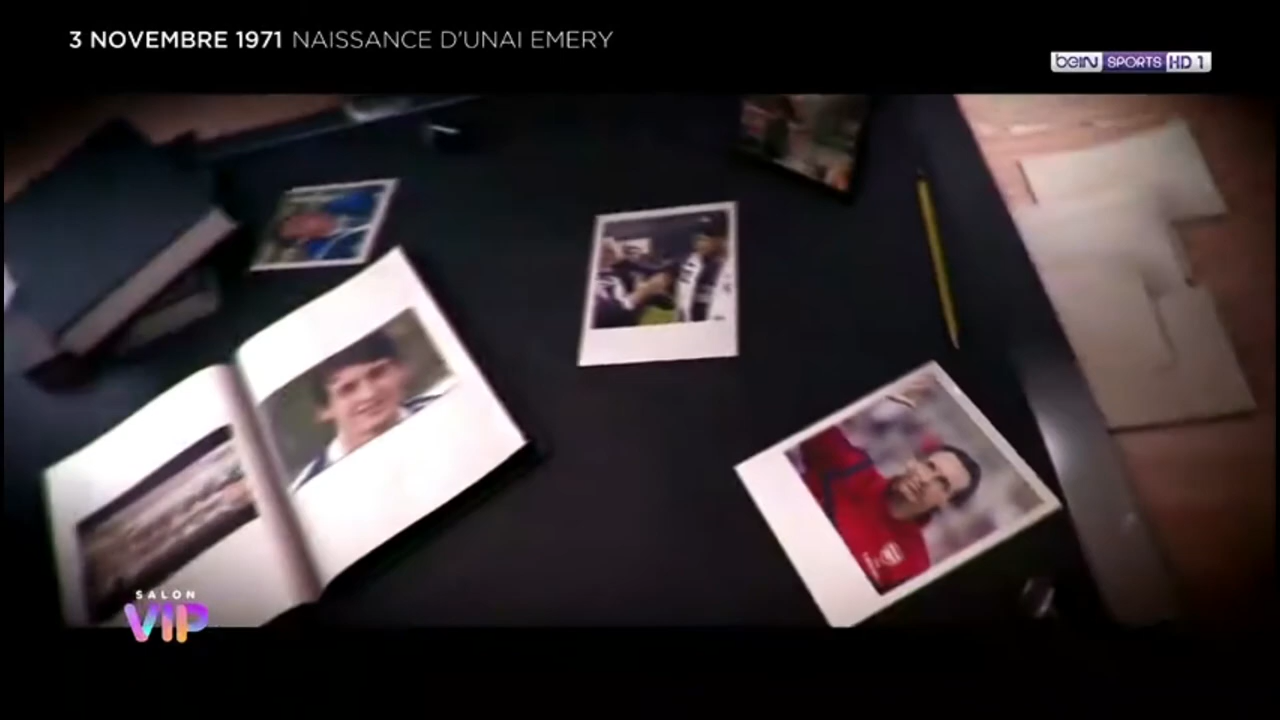 3 NOVEMBRE 1971 NAISSANCE D'UNAI EMERY
beIN SPORTS HD 1
SALON
VIP